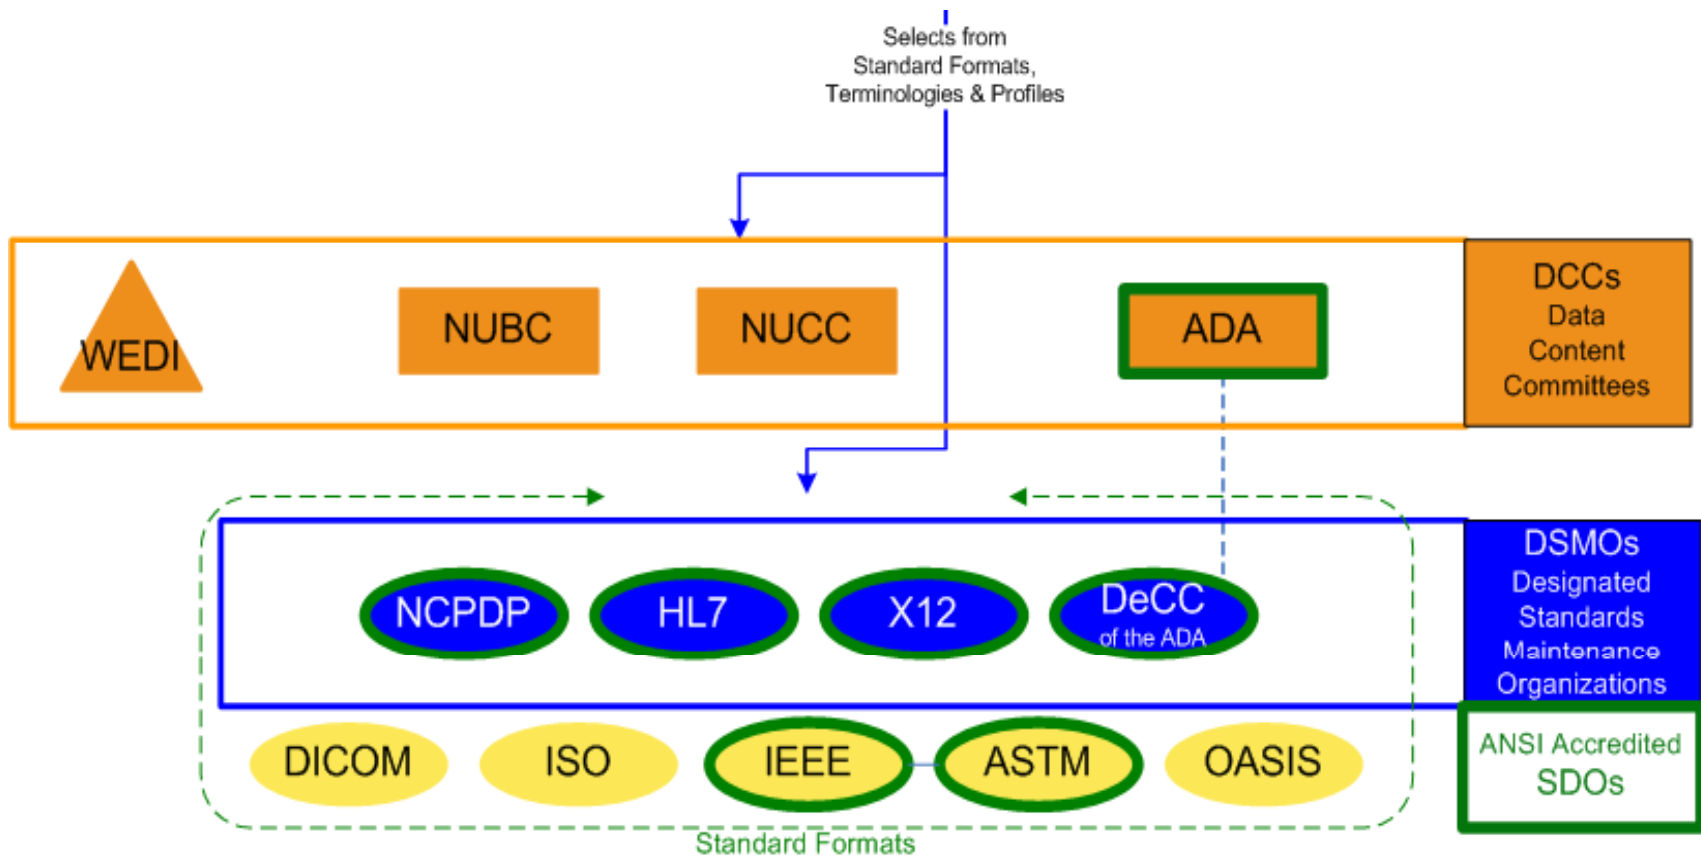 Selects from
Standard Formats,
Terminologies & Profiles
WEDI
NUBC
NUCC
ADA
DCCs
Data
Content
Committees
NCPDP
HL7
X12
DeCC
of the ADA
DSMOs
Designated
Standards
Maintenance
Organizations
DICOM
ISO
IEEE
ASTM
OASIS
ANSI Accredited
SDOs
Standard Formats